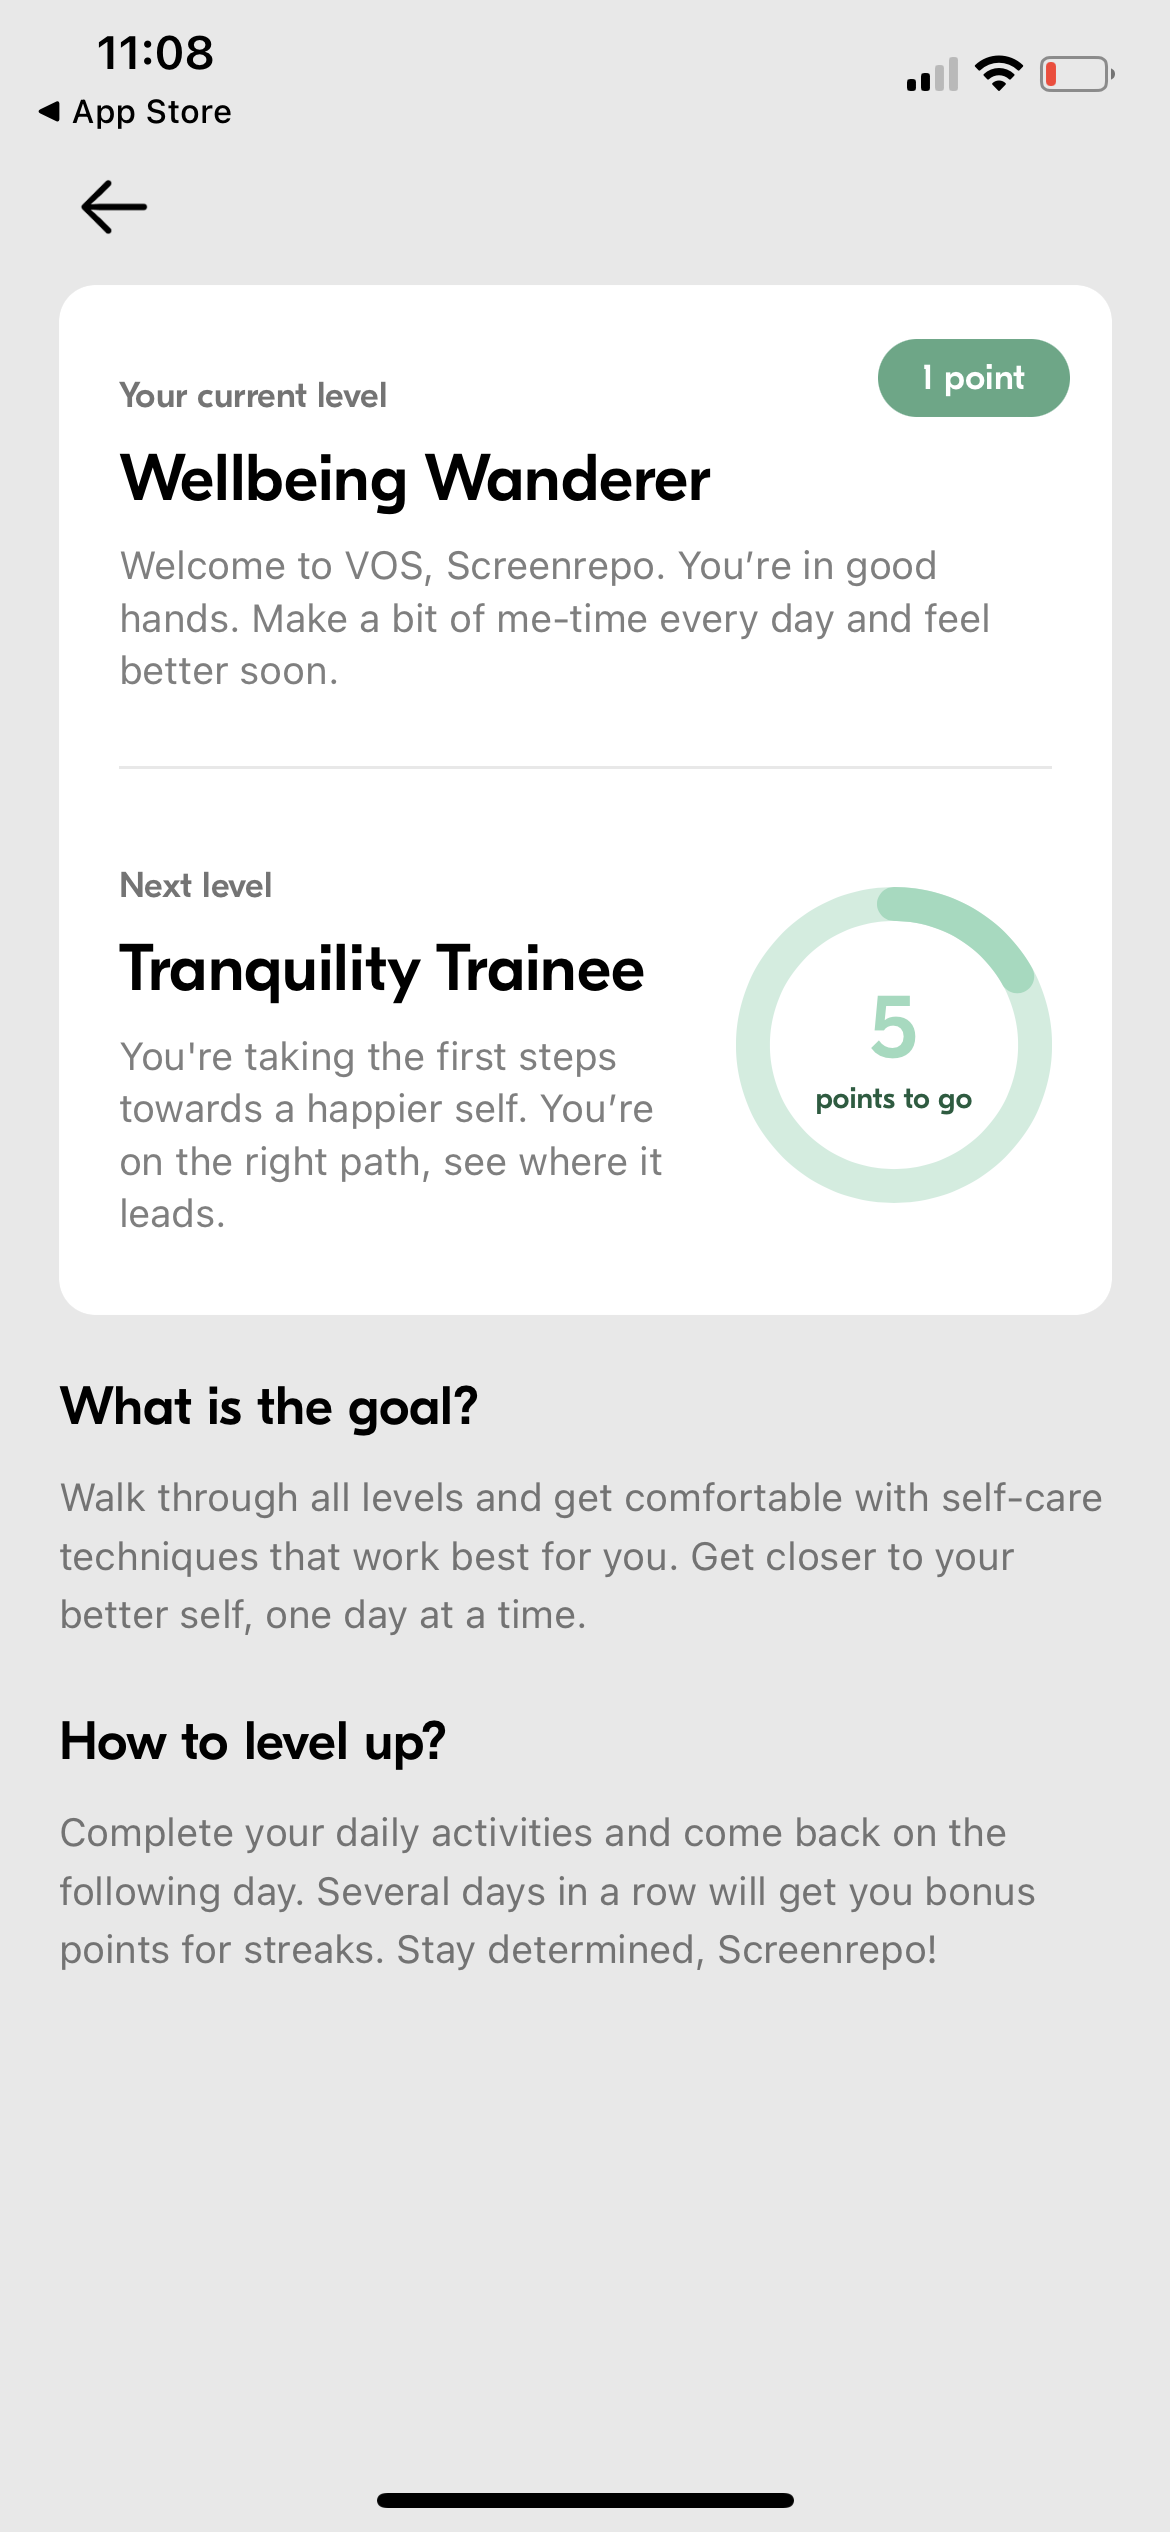 11:08
App Store
Your current level
1 point
Wellbeing Wanderer
Welcome to VOS, Screenrepo. You’re in good
hands. Make a bit of me-time every day and feel
better soon.
Next level
Tranquility Trainee
You're taking the first steps
towards a happier self. You’re
on the right path, see where it
leads.
5
points to go
What is the goal?
Walk through all levels and get comfortable with self-care
techniques that work best for you. Get closer to your
better self, one day at a time.
How to level up?
Complete your daily activities and come back on the
following day. Several days in a row will get you bonus
points for streaks. Stay determined, Screenrepo!